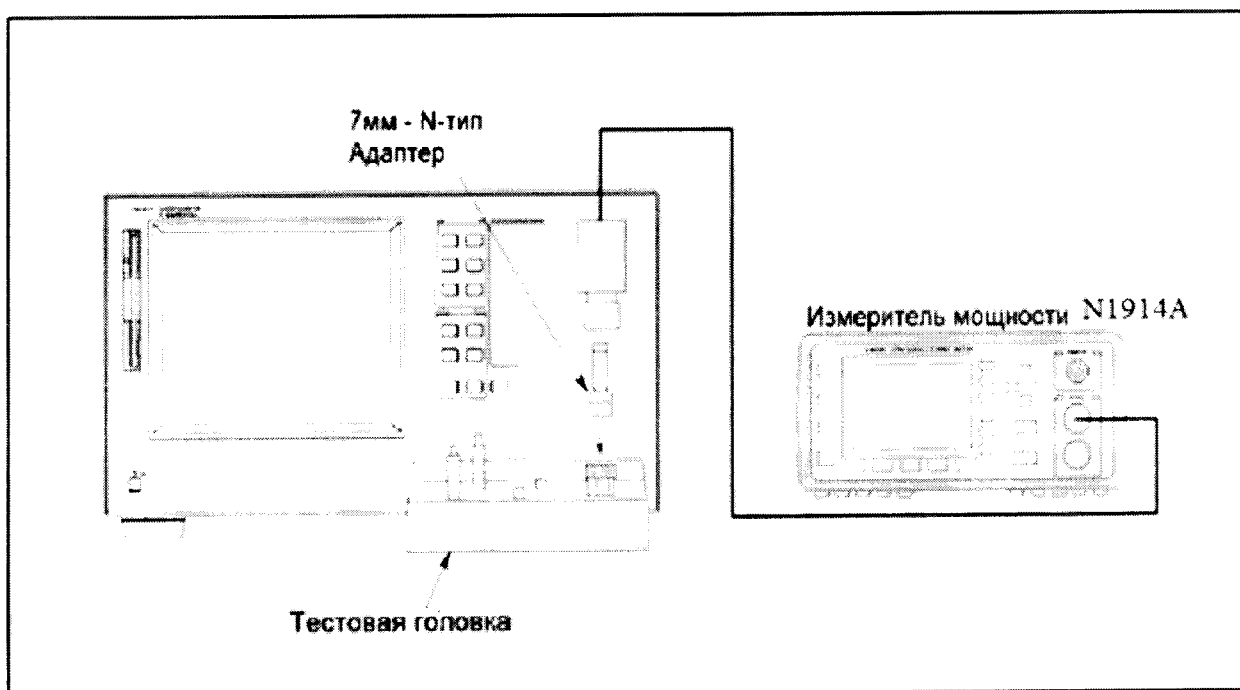 7мм - N-тип
Адаптер
Измеритель мощности N1914A
Тестовая головка